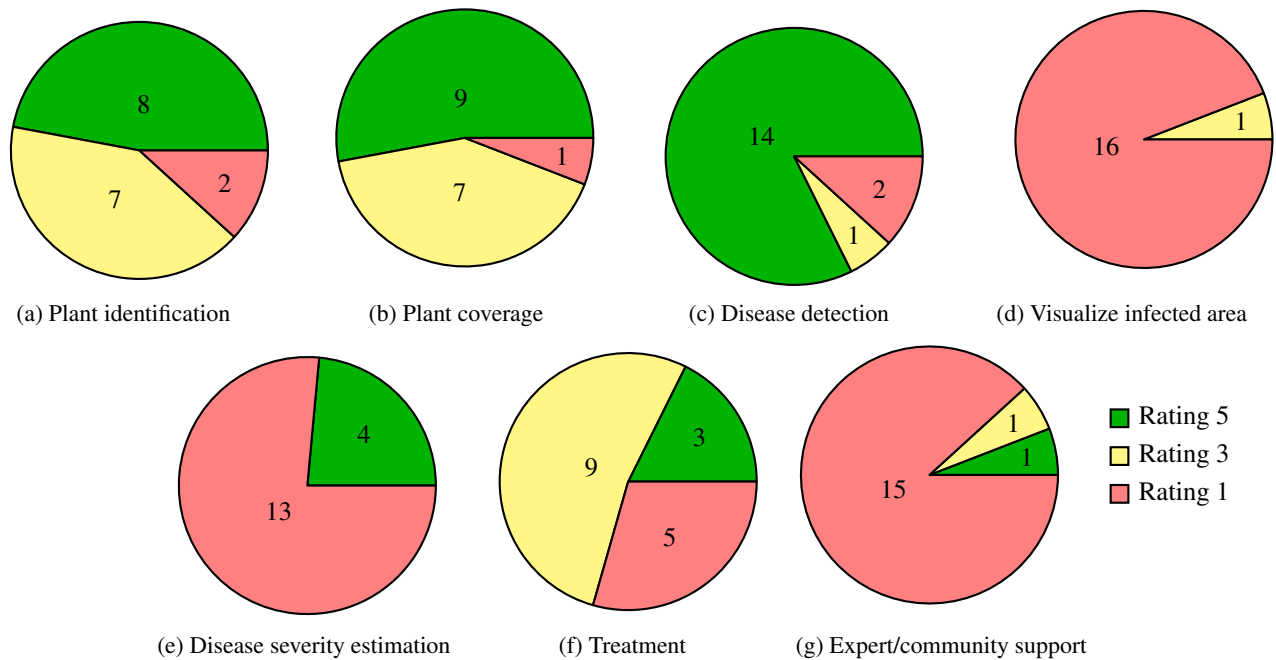 8
7
2
(a) Plant identification
9
7
1
(b) Plant coverage
14
1
2
(c) Disease detection
16
1
(d) Visualize infected area
4
13
(e) Disease severity estimation
3
9
5
(f) Treatment
1
1
15
(g) Expert/community support
Rating 5
Rating 3
Rating 1